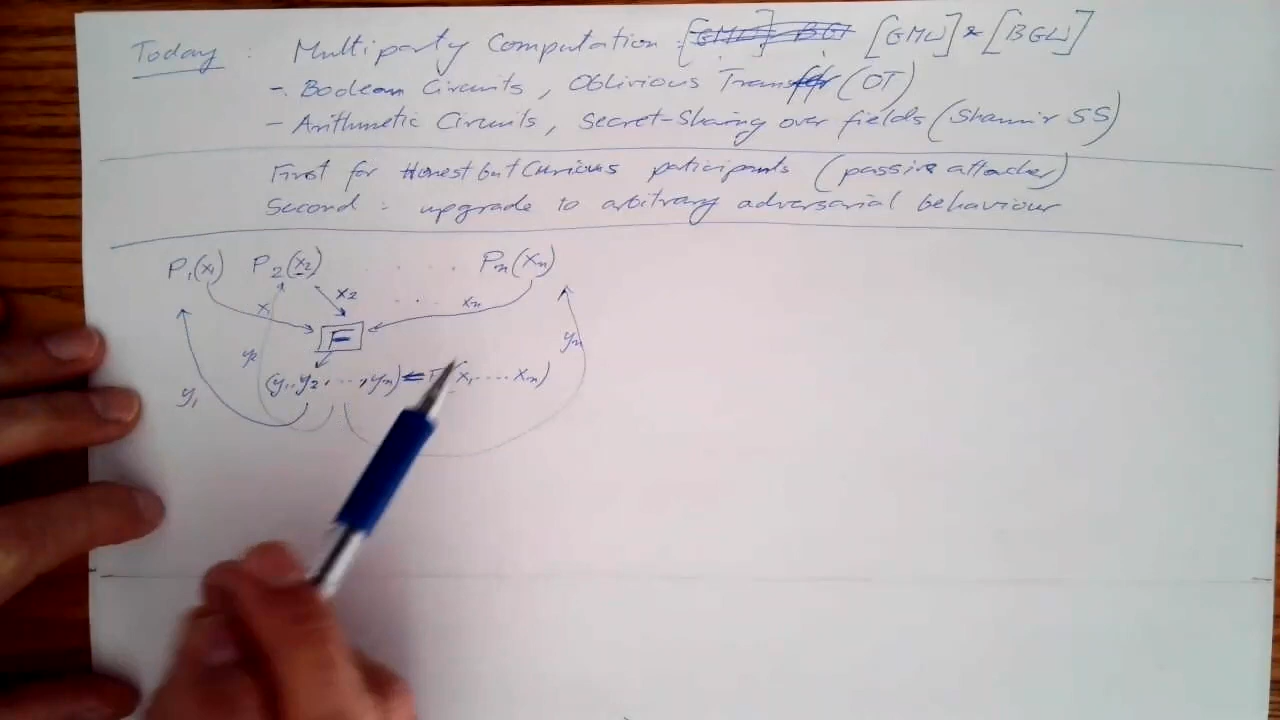 Today : Multiparty Computation : [GMW] & [BGW]
- Boolean Circuits, Oblivious Transfer (OT)
- Arithmetic Circuits, Secret-Sharing over fields (Shamir SS)
First for Honest but Curious participants (passive attacker)
Second : upgrade to arbitrary adversarial behaviour
P1(x1) P2(x2) . . . . Pn(xn)
x1 x2 . . . xn
F
y2 yn
(y1, y2, ..., yn) ⇐ F(x1 .... xn)
y1